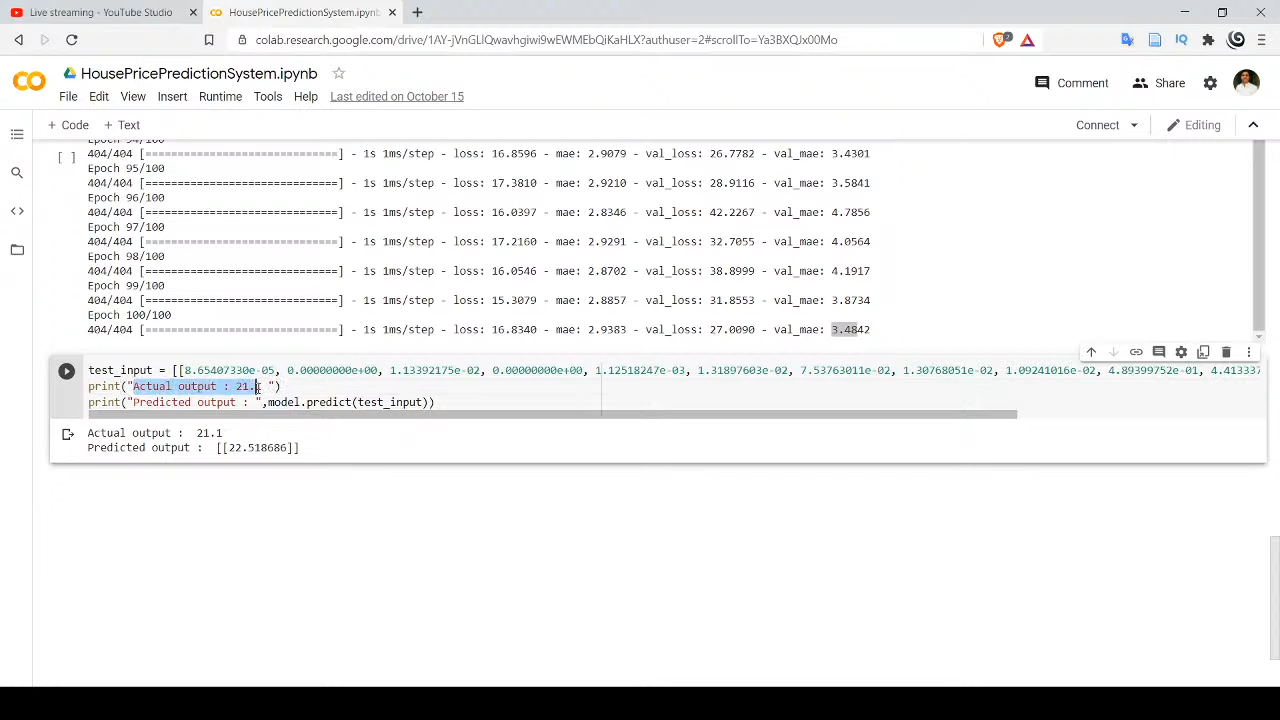 Live streaming - YouTube Studio
HousePricePredictionSystem.ipynb
colab.research.google.com/drive/1AY-jVnGLlQwavhgiwi9wEWMEbQiKaHLX?authuser=2#scrollTo=Ya3BXQJx00Mo
2
IQ
HousePricePredictionSystem.ipynb
File Edit View Insert Runtime Tools Help Last edited on October 15
Comment Share
+ Code + Text
Connect Editing
Epoch 94/100
404/404 [==============================] - 1s 1ms/step - loss: 16.8596 - mae: 2.9079 - val_loss: 26.7782 - val_mae: 3.4301
Epoch 95/100
404/404 [==============================] - 1s 1ms/step - loss: 17.3810 - mae: 2.9210 - val_loss: 28.9116 - val_mae: 3.5841
Epoch 96/100
404/404 [==============================] - 1s 1ms/step - loss: 16.0397 - mae: 2.8346 - val_loss: 42.2267 - val_mae: 4.7856
Epoch 97/100
404/404 [==============================] - 1s 1ms/step - loss: 17.2160 - mae: 2.9291 - val_loss: 32.7055 - val_mae: 4.0564
Epoch 98/100
404/404 [==============================] - 1s 1ms/step - loss: 16.0546 - mae: 2.8702 - val_loss: 38.8999 - val_mae: 4.1917
Epoch 99/100
404/404 [==============================] - 1s 1ms/step - loss: 15.3079 - mae: 2.8857 - val_loss: 31.8553 - val_mae: 3.8734
Epoch 100/100
404/404 [==============================] - 1s 1ms/step - loss: 16.8340 - mae: 2.9383 - val_loss: 27.0090 - val_mae: 3.4842
test_input = [[8.65407330e-05, 0.00000000e+00, 1.13392175e-02, 0.00000000e+00, 1.12518247e-03, 1.31897603e-02, 7.53763011e-02, 1.30768051e-02, 1.09241016e-02, 4.89399752e-01, 4.41333
print("Actual output : 21.1 ")
print("Predicted output : ",model.predict(test_input))
Actual output :  21.1
Predicted output :  [[22.518686]]